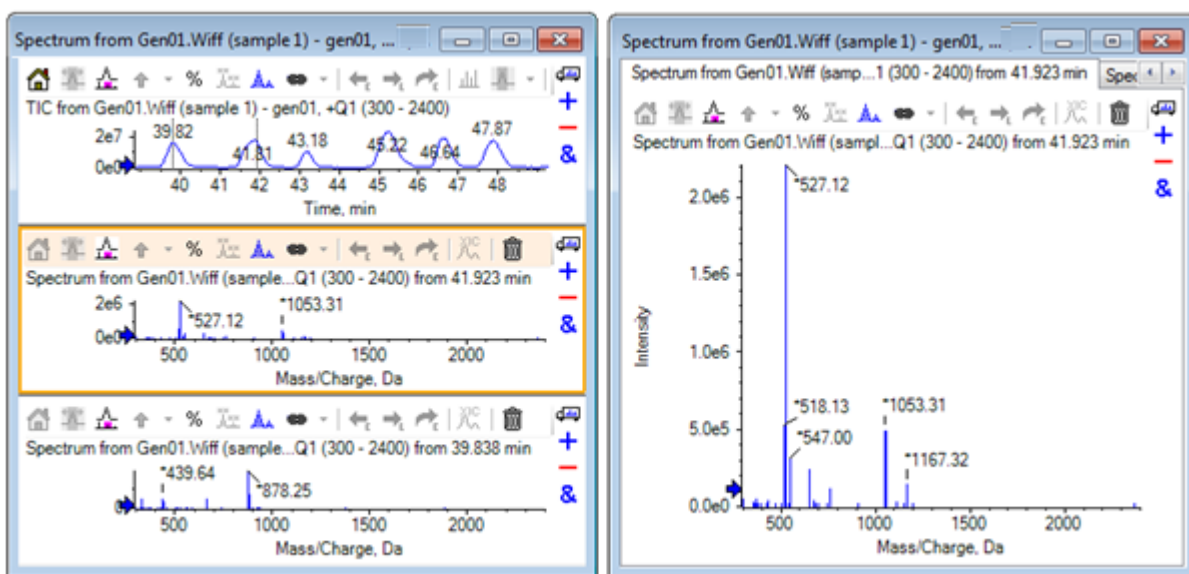 Spectrum from Gen01.Wiff (sample 1) - gen01, ...
TIC from Gen01.Wiff (sample 1) - gen01, +Q1 (300 - 2400)
2e7
0e0
39.82
41.81
43.18
45.22
46.64
47.87
40 41 42 43 44 45 46 47 48
Time, min
%
Spectrum from Gen01.Wiff (sample...Q1 (300 - 2400) from 41.923 min
2e6
0e0
*527.12
*1053.31
500 1000 1500 2000
Mass/Charge, Da
%
Spectrum from Gen01.Wiff (sample...Q1 (300 - 2400) from 39.838 min
0
*439.64
*878.25
500 1000 1500 2000
Mass/Charge, Da
Spectrum from Gen01.Wiff (sample 1) - gen01, ...
Spectrum from Gen01.Wiff (samp...1 (300 - 2400) from 41.923 min
%
XIC
Spectrum from Gen01.Wiff (sampl...Q1 (300 - 2400) from 41.923 min
*527.12
2.0e6
1.5e6
Intensity
1.0e6
5.0e5
0.0e0
*518.13
*547.00
*1053.31
*1167.32
500 1000 1500 2000
Mass/Charge, Da